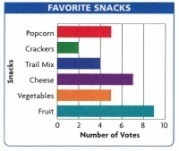 FAVORITE SNACKS
Snacks
Popcorn
Crackers
Trail Mix
Cheese
Vegetables
Fruit
0 2 4 6 8 10
Number of Votes